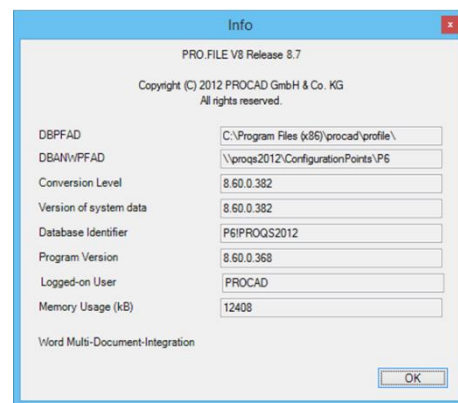 Info
x
PRO.FILE V8 Release 8.7
Copyright (C) 2012 PROCAD GmbH & Co. KG
All rights reserved.
DBPFAD C:\Program Files (x86)\procad\profile\
DBANWPFAD \\proqs2012\ConfigurationPoints\P6
Conversion Level 8.60.0.382
Version of system data 8.60.0.382
Database Identifier P6!PROQS2012
Program Version 8.60.0.368
Logged-on User PROCAD
Memory Usage (kB) 12408
Word Multi-Document-Integration
OK